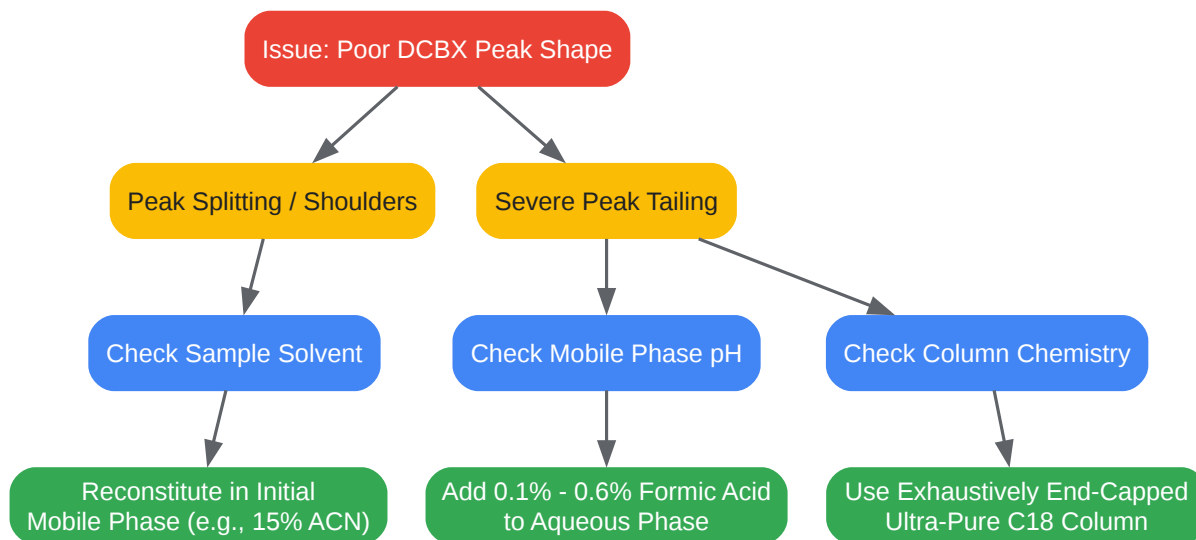 Issue: Poor DCBX Peak Shape
Peak Splitting / Shoulders
Severe Peak Tailing
Check Sample Solvent
Check Mobile Phase pH
Check Column Chemistry
Reconstitute in Initial
Mobile Phase (e.g., 15% ACN)
Add 0.1% - 0.6% Formic Acid
to Aqueous Phase
Use Exhaustively End-Capped
Ultra-Pure C18 Column